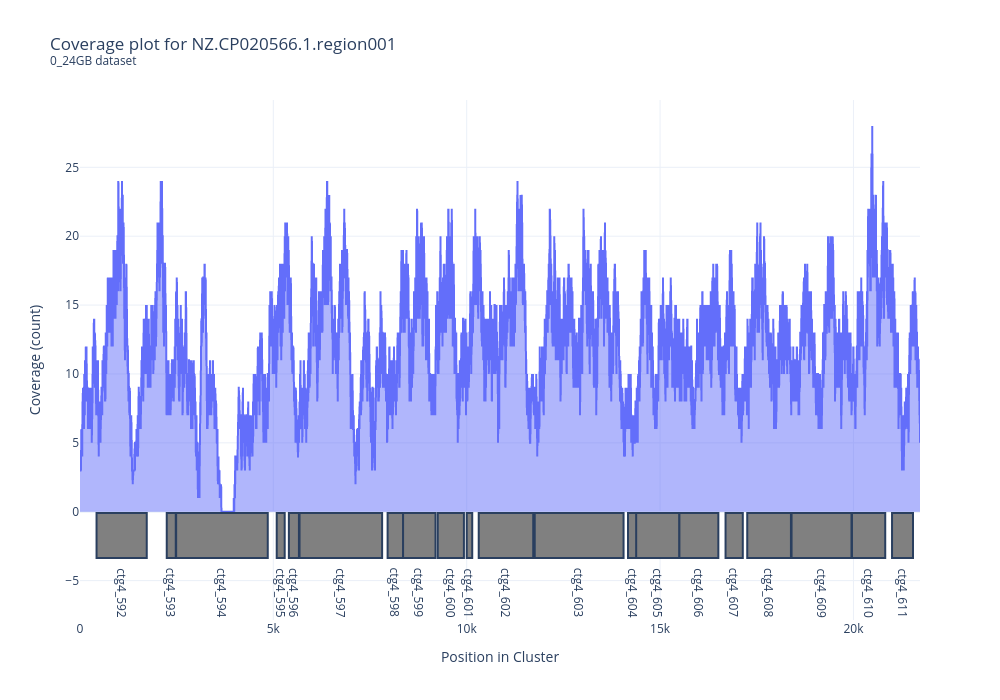 Coverage plot for NZ.CP020566.1.region001
0_24GB dataset
Coverage (count)
25
20
15
10
5
0
−5
ctg4_592
ctg4_593
ctg4_594
ctg4_595
ctg4_596
ctg4_597
ctg4_598
ctg4_599
ctg4_600
ctg4_601
ctg4_602
ctg4_603
ctg4_604
ctg4_605
ctg4_606
ctg4_607
ctg4_608
ctg4_609
ctg4_610
ctg4_611
0 5k 10k 15k 20k
Position in Cluster